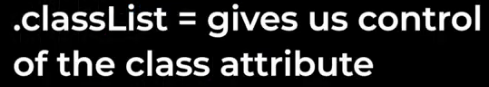 .classList = gives us control
of the class attribute